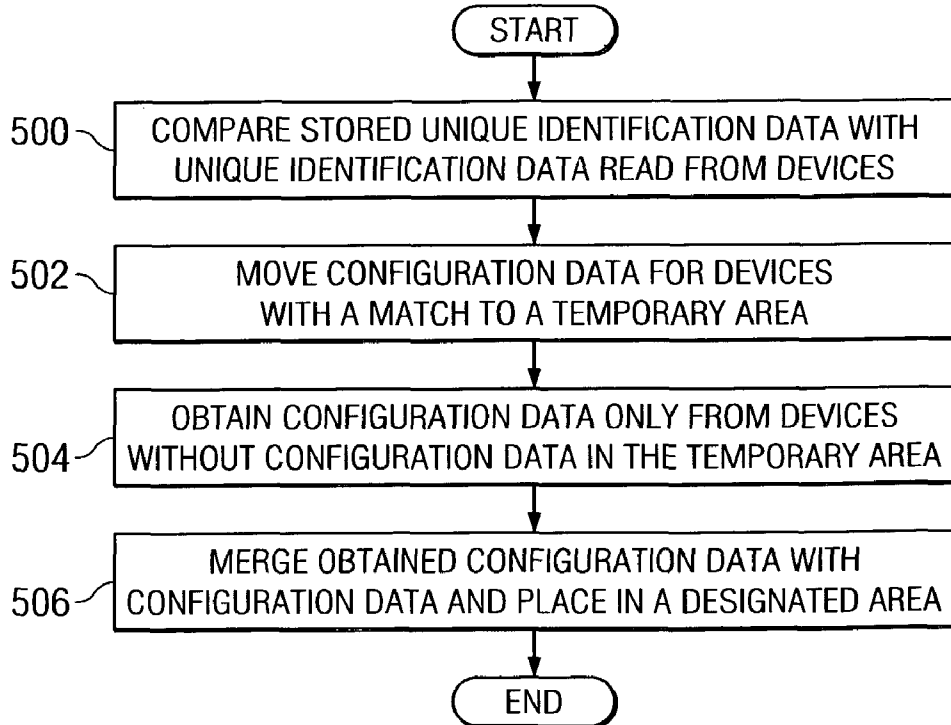 START
500
COMPARE STORED UNIQUE IDENTIFICATION DATA WITH
UNIQUE IDENTIFICATION DATA READ FROM DEVICES
502
MOVE CONFIGURATION DATA FOR DEVICES
WITH A MATCH TO A TEMPORARY AREA
504
OBTAIN CONFIGURATION DATA ONLY FROM DEVICES
WITHOUT CONFIGURATION DATA IN THE TEMPORARY AREA
506
MERGE OBTAINED CONFIGURATION DATA WITH
CONFIGURATION DATA AND PLACE IN A DESIGNATED AREA
END